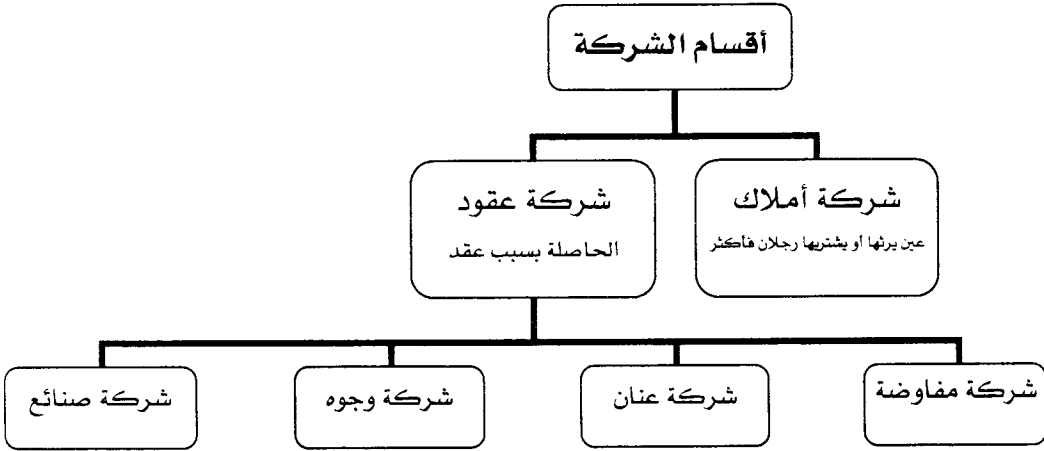 أقسام الشركة
شركة أملاك
عين يرثها أو يشتريها رجلان فأكثر
شركة عقود
الحاصلة بسبب عقد
شركة مفاوضة
شركة عنان
شركة وجوه
شركة صنائع